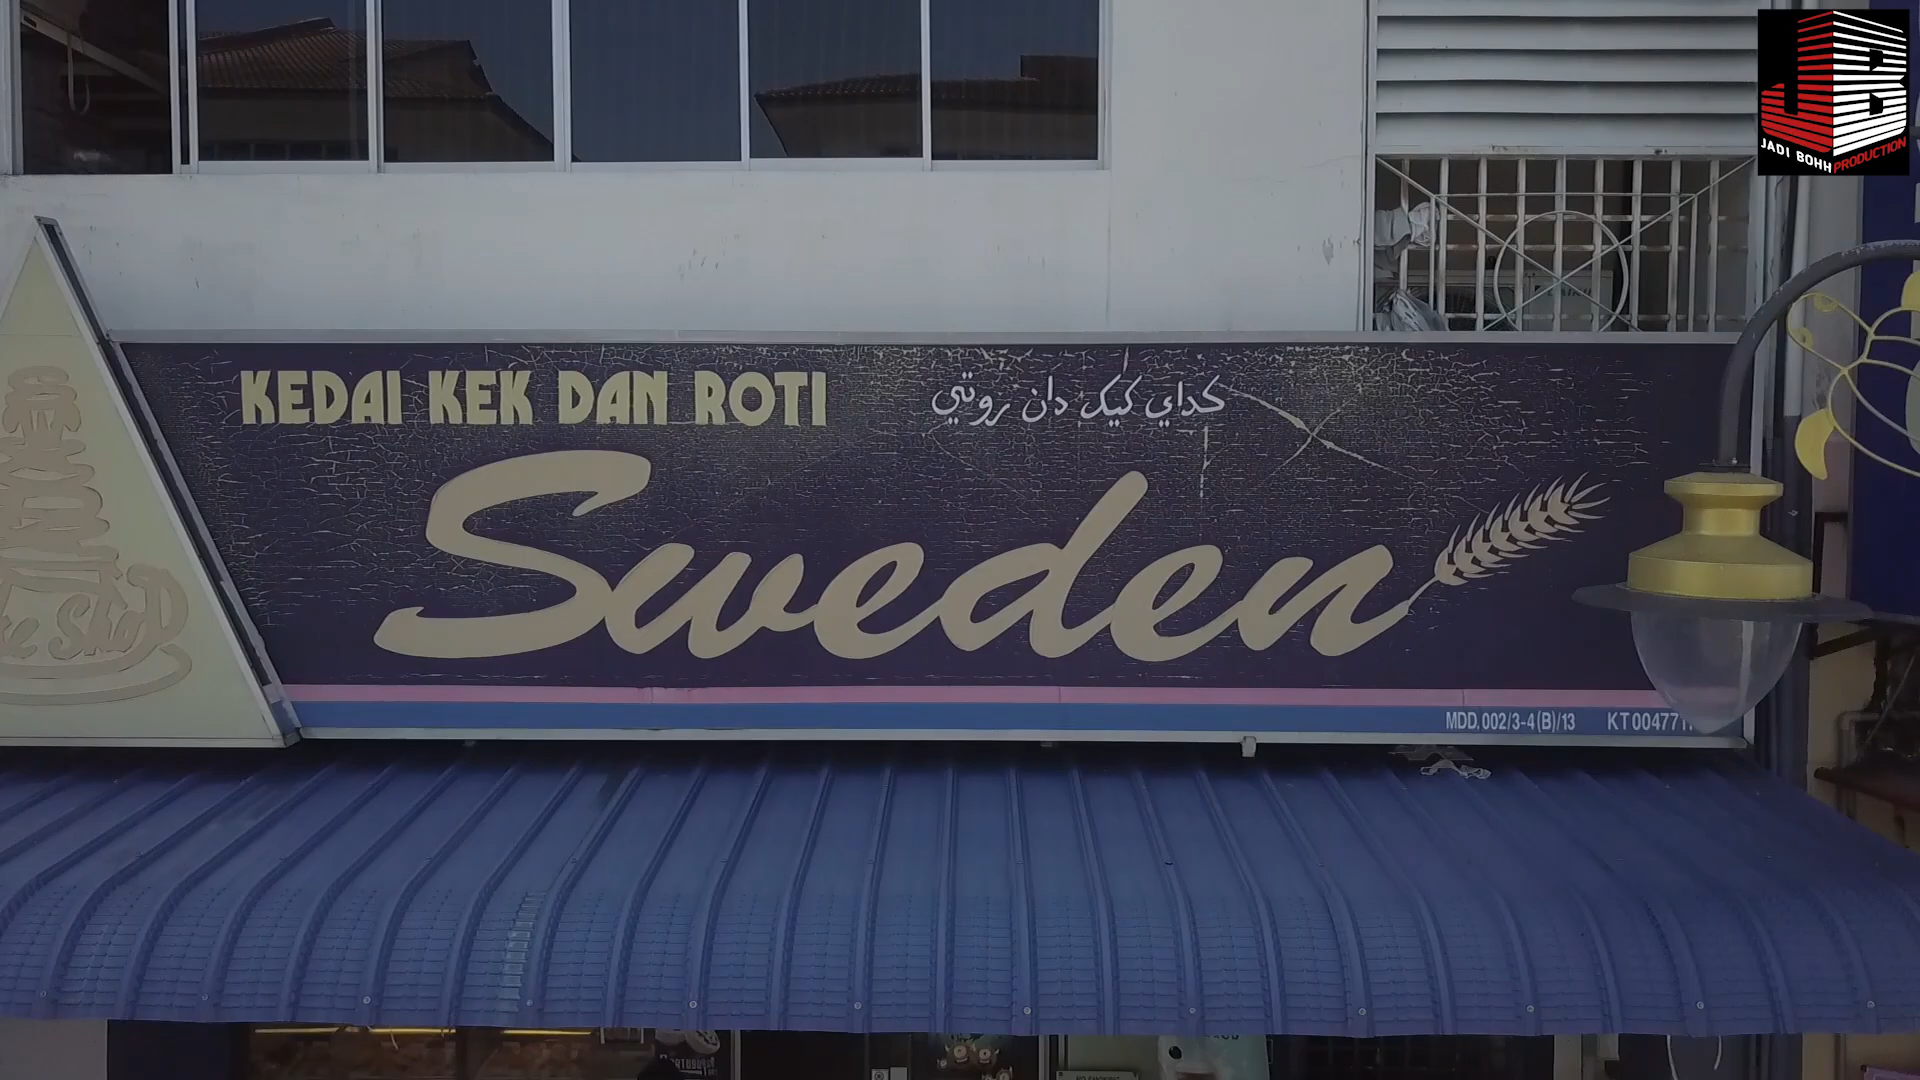 JADI BOHH PRODUCTION
KEDAI KEK DAN ROTI
كداي كيك دان روتي
Sweden
MDD. 002/3-4 (B)/13